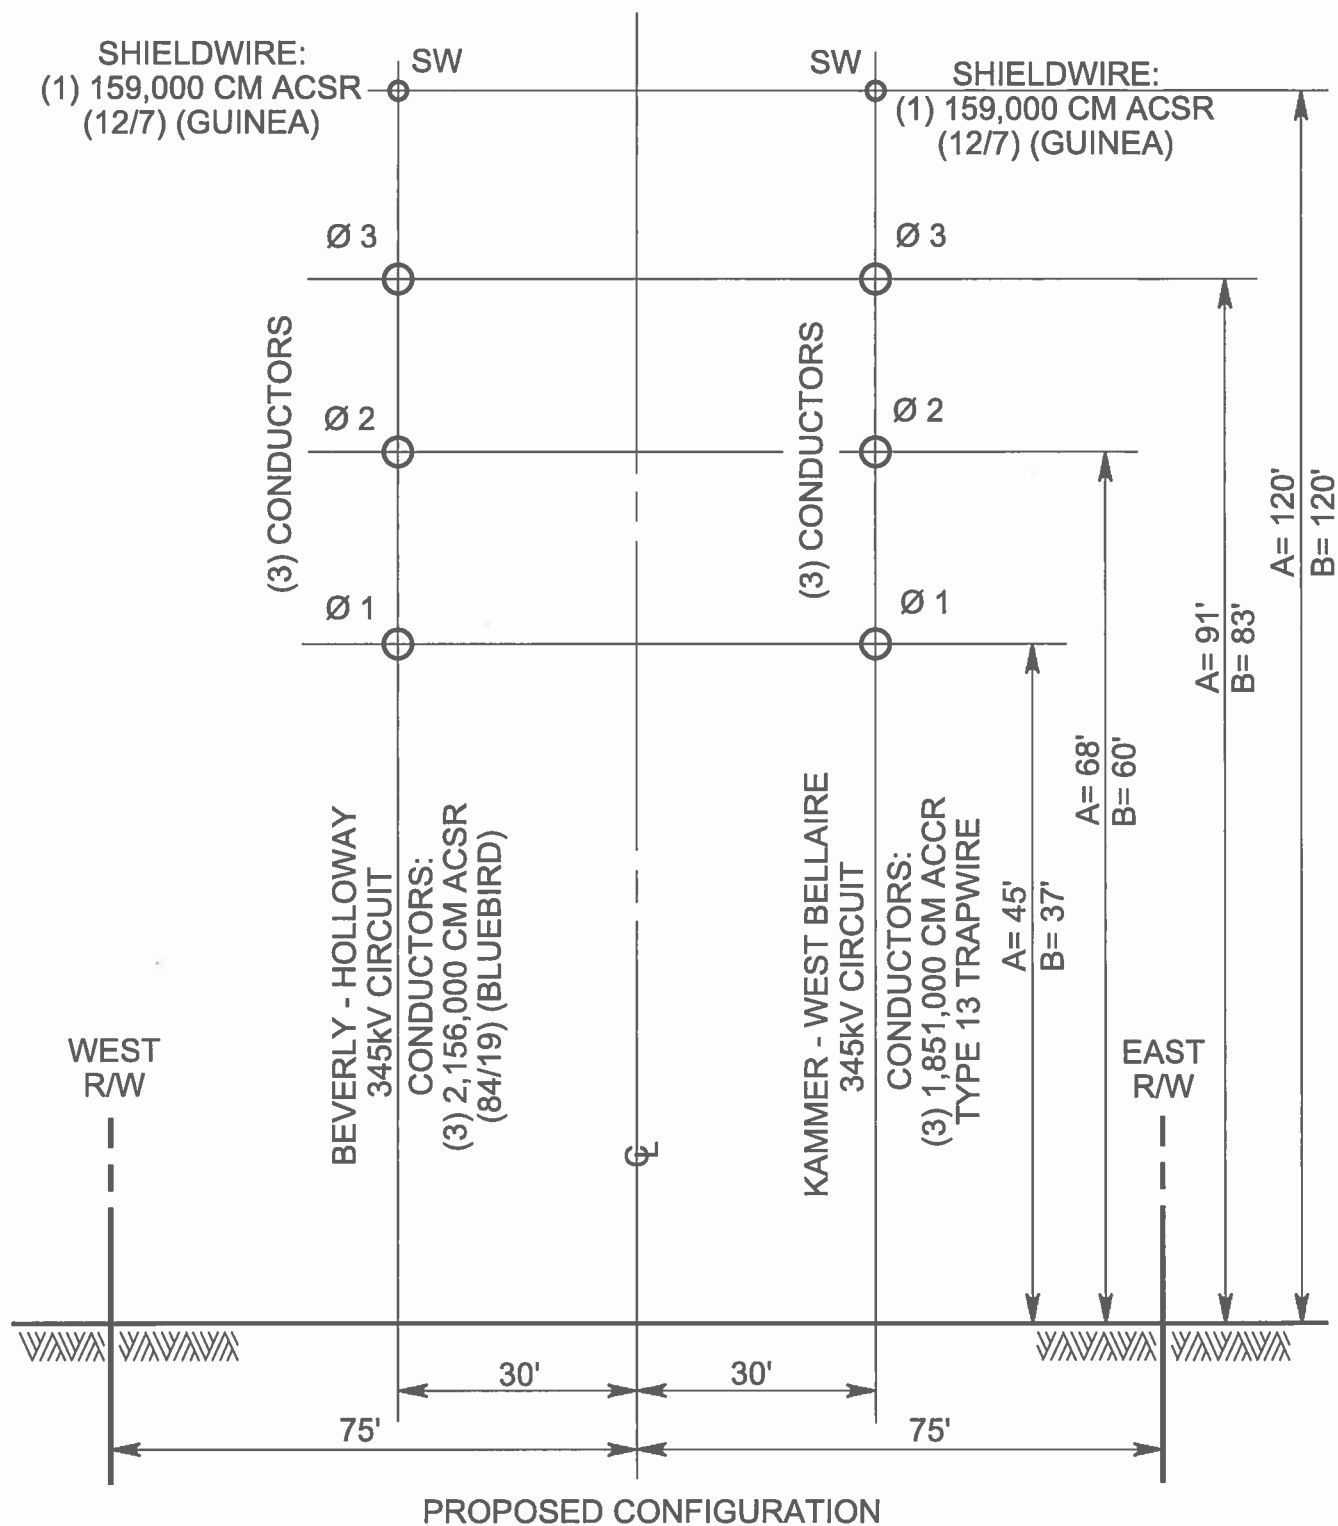 SHIELDWIRE:
(1) 159,000 CM ACSR
(12/7) (GUINEA)
SW
SW
SHIELDWIRE:
(1) 159,000 CM ACSR
(12/7) (GUINEA)
Ø 3
Ø 3
(3) CONDUCTORS
(3) CONDUCTORS
Ø 2
Ø 2
Ø 1
Ø 1
A= 120'
B= 120'
A= 91'
B= 83'
A= 68'
B= 60'
A= 45'
B= 37'
BEVERLY - HOLLOWAY
345kV CIRCUIT
CONDUCTORS:
(3) 2,156,000 CM ACSR
(84/19) (BLUEBIRD)
KAMMER - WEST BELLAIRE
345kV CIRCUIT
CONDUCTORS:
(3) 1,851,000 CM ACCR
TYPE 13 TRAPWIRE
WEST
R/W
EAST
R/W
CL
30'
30'
75'
75'
PROPOSED CONFIGURATION